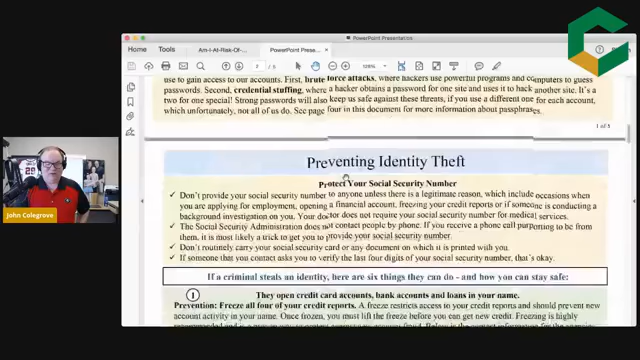 PowerPoint Presentation
Home Tools Am-I-At-Risk-Of-... PowerPoint Presen...
2 / 5 128%
use to gain access to our accounts. First, brute force attacks, where hackers use powerful programs and computers to guess
passwords. Second, credential stuffing, where a hacker obtains a password for one site and uses it to hack another site. It's a
two for one special! Strong passwords will also keep us safe against these threats, if you use a different one for each account,
which unfortunately, not all of us do. See page four in this document for more information about passphrases.
1 of 5
Preventing Identity Theft
Protect Your Social Security Number
✓ Don't provide your social security number to anyone unless there is a legitimate reason, which include occasions when
you are applying for employment, opening a financial account, freezing your credit reports or if someone is conducting a
background investigation on you. Your doctor does not require your social security number for medical services.
✓ The Social Security Administration does not contact people by phone. If you receive a phone call purporting to be from
them, it is most likely a trick to get you to provide your social security number.
✓ Don't routinely carry your social security card or any document on which it is printed with you.
✓ If someone that you contact asks you to verify the last four digits of your social security number, that's okay.
If a criminal steals an identity, here are six things they can do - and how you can stay safe:
1 They open credit card accounts, bank accounts and loans in your name.
Prevention: Freeze all four of your credit reports. A freeze restricts access to your credit reports and should prevent new
account activity in your name. Once frozen, you must lift the freeze before you can get new credit. Freezing is highly
John Colegrove